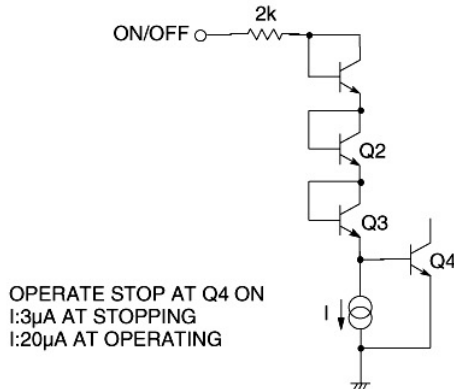 2k
ON/OFF
Q2
Q3
Q4
I
OPERATE STOP AT Q4 ON
I:3µA AT STOPPING
I:20µA AT OPERATING